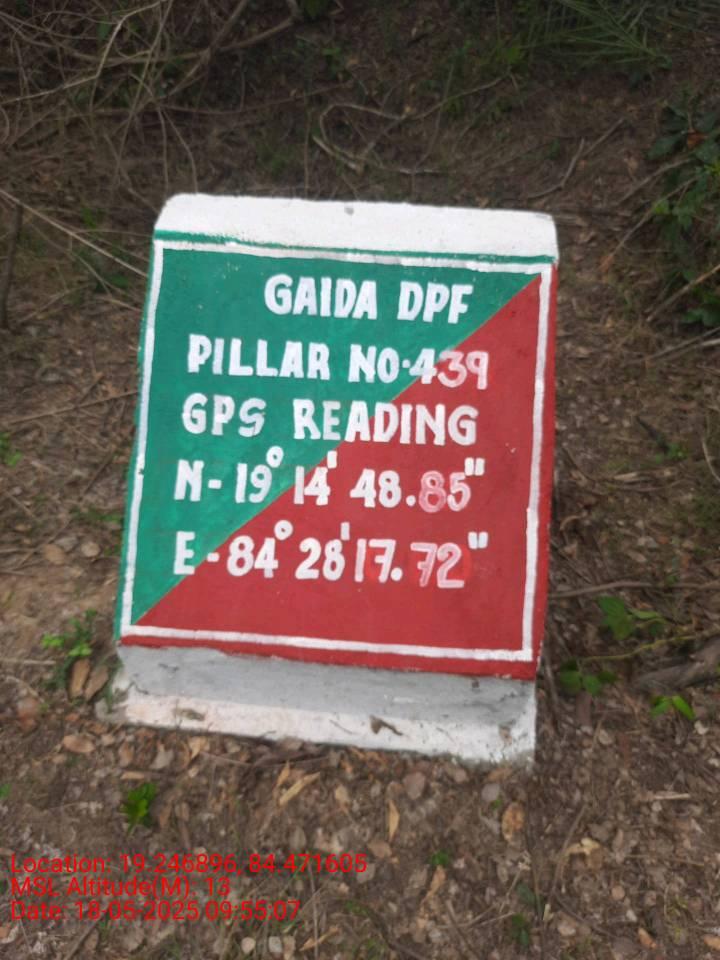 GAIDA DPF
PILLAR NO.439
GPS READING
N-19° 14' 48.85"
E-84° 28' 17.72"
Location: 19.246896, 84.471605
MSL Altitude(M): 13
Date: 18-05-2025 09:55:07